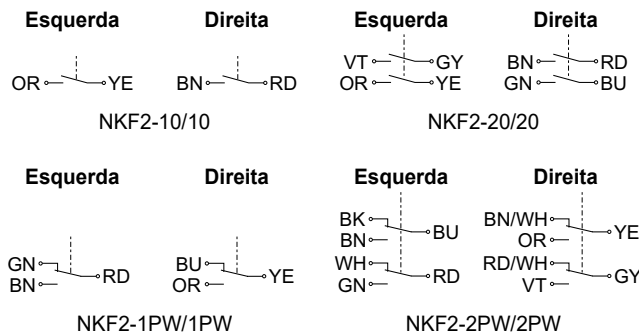 Esquerda Direita Esquerda Direita
VT GY BN RD
OR YE BN RD OR YE GN BU
NKF2-10/10 NKF2-20/20
Esquerda Direita Esquerda Direita
BK BU BN/WH YE
BN OR
GN RD BU YE WH RD RD/WH GY
BN OR GN VT
NKF2-1PW/1PW NKF2-2PW/2PW